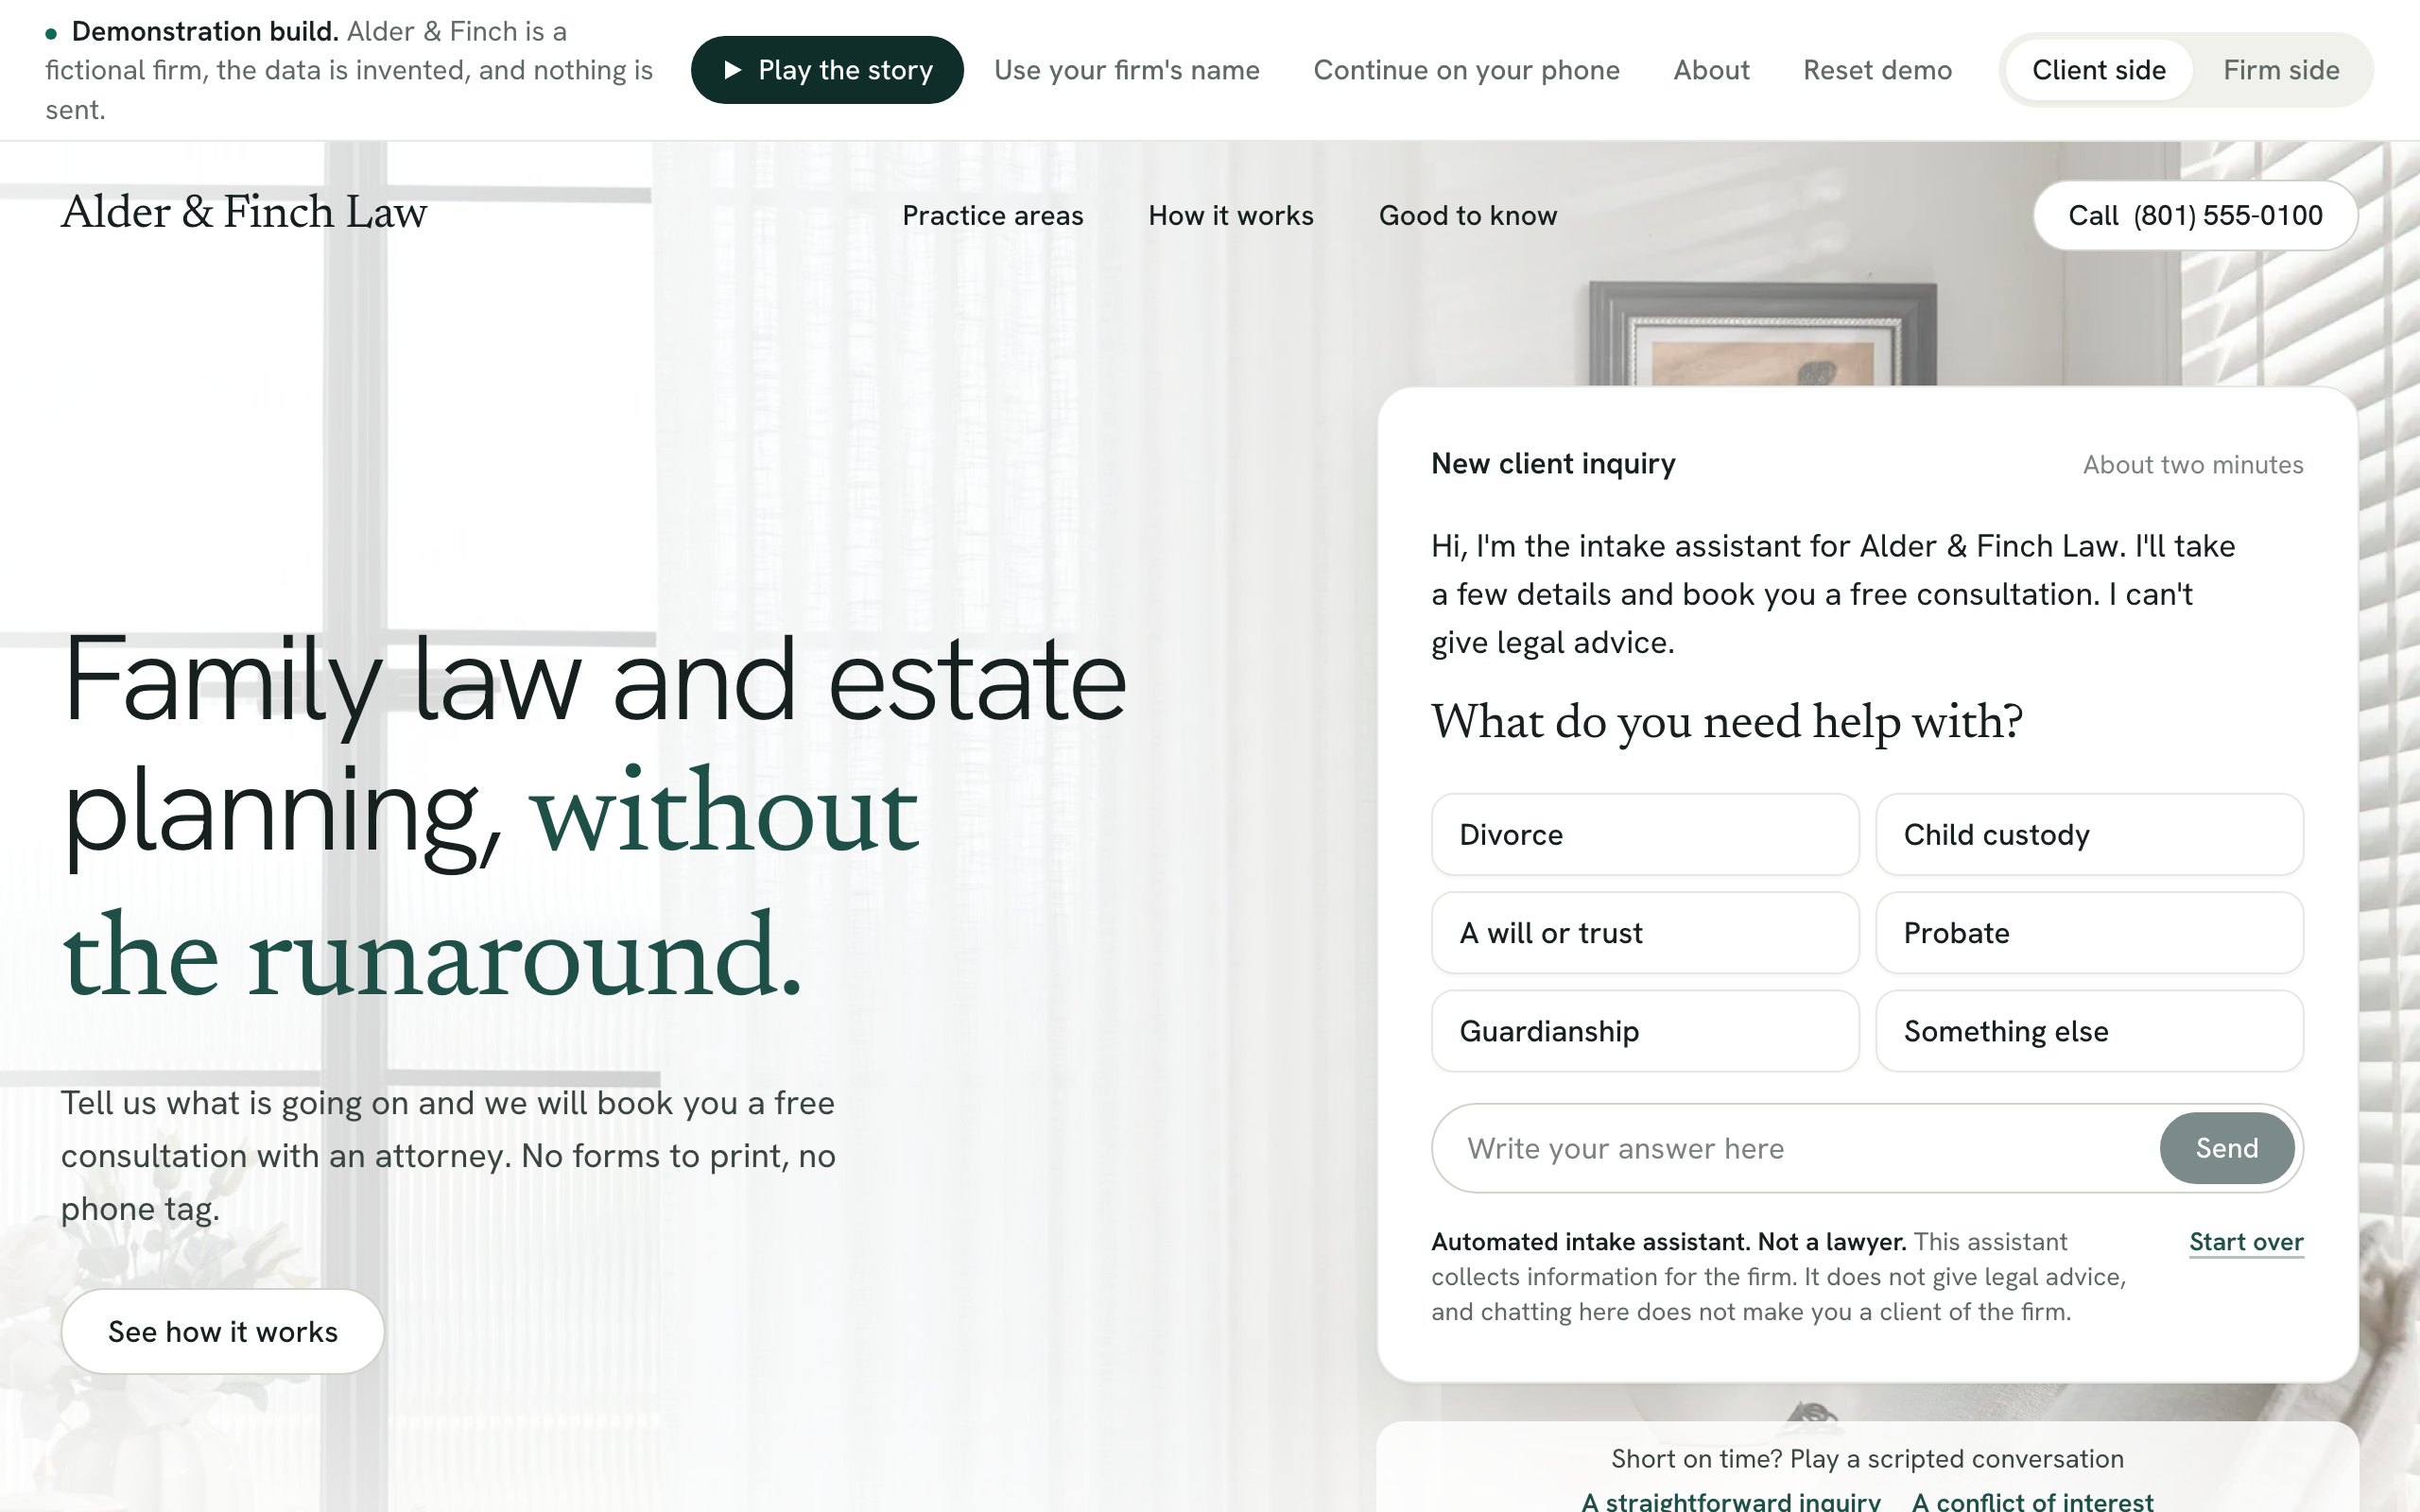 Demonstration build. Alder & Finch is a
fictional firm, the data is invented, and nothing is
sent.
Play the story
Use your firm's name
Continue on your phone
About
Reset demo
Client side
Firm side
Alder & Finch Law
Practice areas
How it works
Good to know
Call (801) 555-0100
Family law and estate
planning, without
the runaround.
Tell us what is going on and we will book you a free
consultation with an attorney. No forms to print, no
phone tag.
See how it works
New client inquiry
About two minutes
Hi, I'm the intake assistant for Alder & Finch Law. I'll take
a few details and book you a free consultation. I can't
give legal advice.
What do you need help with?
Divorce
Child custody
A will or trust
Probate
Guardianship
Something else
Write your answer here
Send
Automated intake assistant. Not a lawyer. This assistant
collects information for the firm. It does not give legal advice,
and chatting here does not make you a client of the firm.
Start over
Short on time? Play a scripted conversation
A straightforward inquiry
A conflict of interest